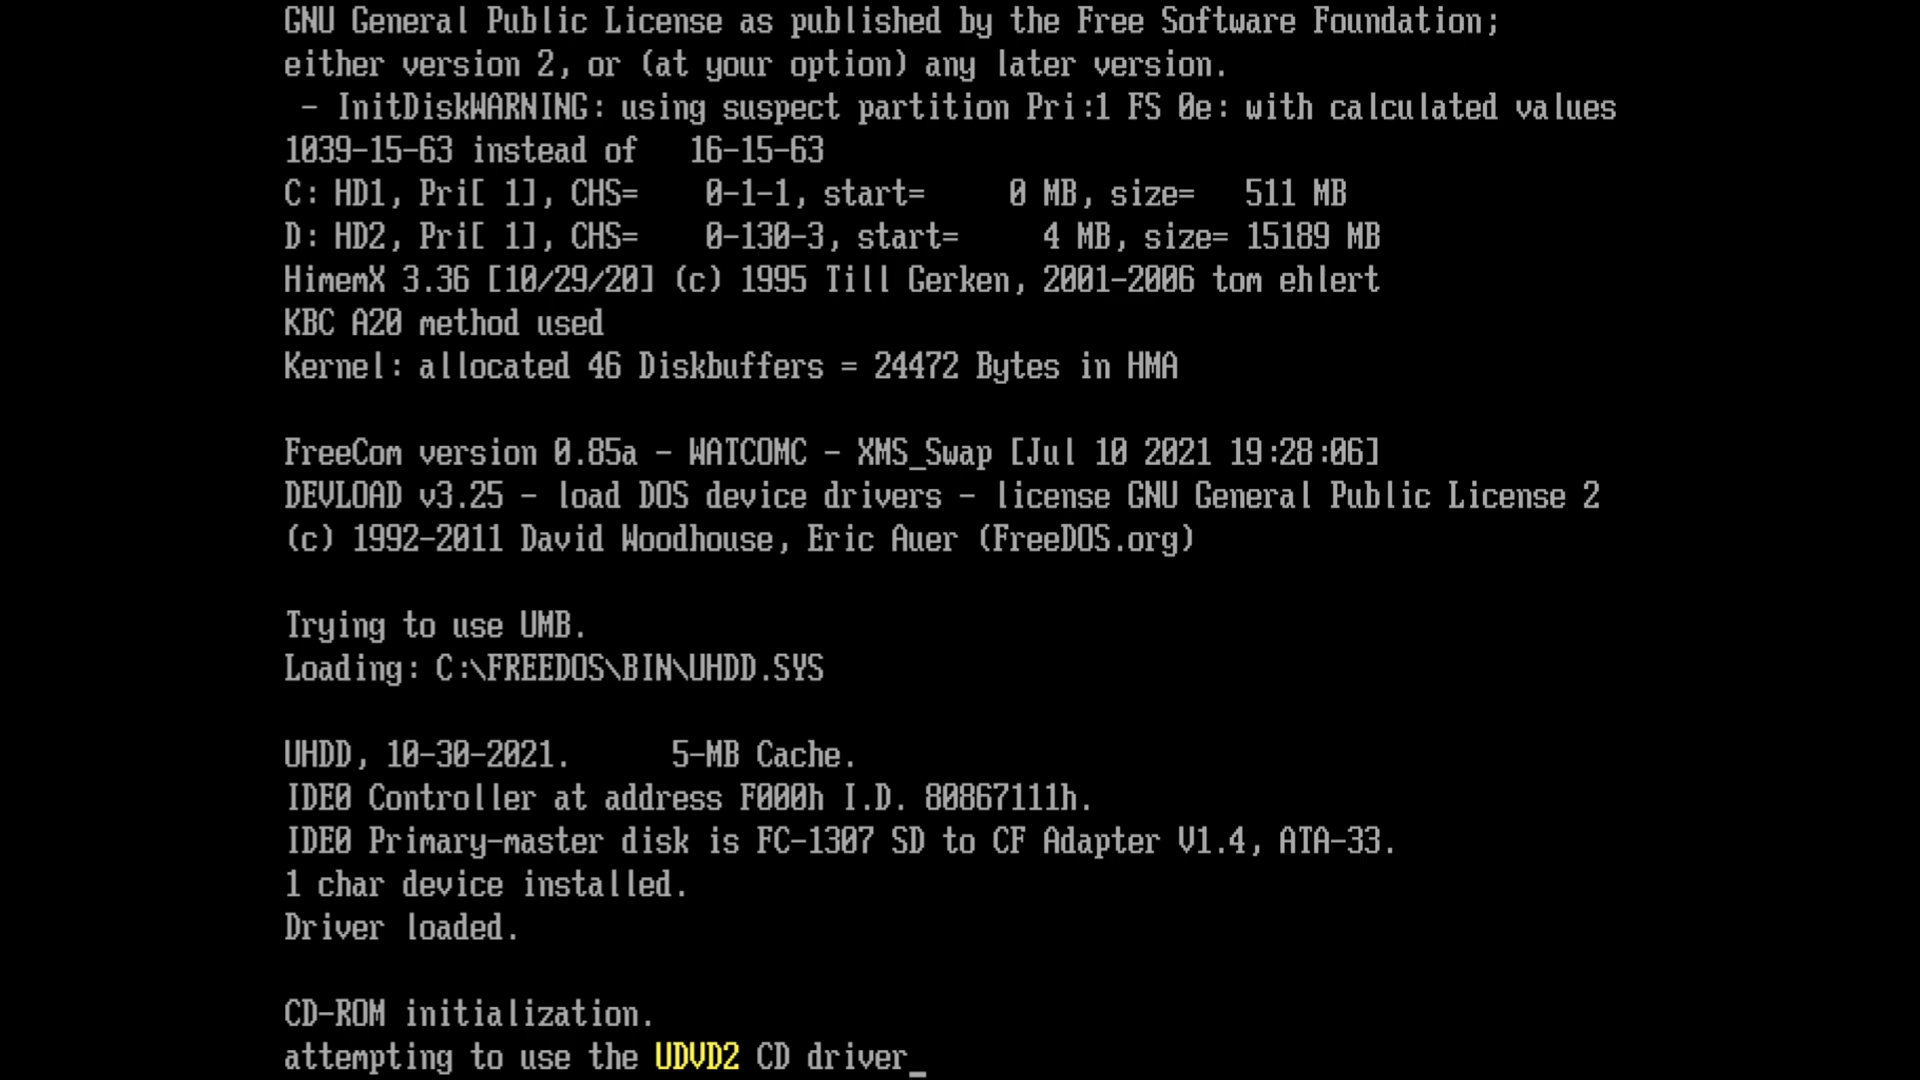 GNU General Public License as published by the Free Software Foundation;
either version 2, or (at your option) any later version.
 - InitDiskWARNING: using suspect partition Pri:1 FS 0e: with calculated values
1039-15-63 instead of   16-15-63
C: HD1, Pri[ 1], CHS=    0-1-1, start=     0 MB, size=   511 MB
D: HD2, Pri[ 1], CHS=    0-130-3, start=     4 MB, size= 15189 MB
HimemX 3.36 [10/29/20] (c) 1995 Till Gerken, 2001-2006 tom ehlert
KBC A20 method used
Kernel: allocated 46 Diskbuffers = 24472 Bytes in HMA

FreeCom version 0.85a - WATCOMC - XMS_Swap [Jul 10 2021 19:28:06]
DEVLOAD v3.25 - load DOS device drivers - license GNU General Public License 2
(c) 1992-2011 David Woodhouse, Eric Auer (FreeDOS.org)

Trying to use UMB.
Loading: C:\FREEDOS\BIN\UHDD.SYS

UHDD, 10-30-2021.      5-MB Cache.
IDE0 Controller at address F000h I.D. 80867111h.
IDE0 Primary-master disk is FC-1307 SD to CF Adapter V1.4, ATA-33.
1 char device installed.
Driver loaded.

CD-ROM initialization.
attempting to use the UDVD2 CD driver_